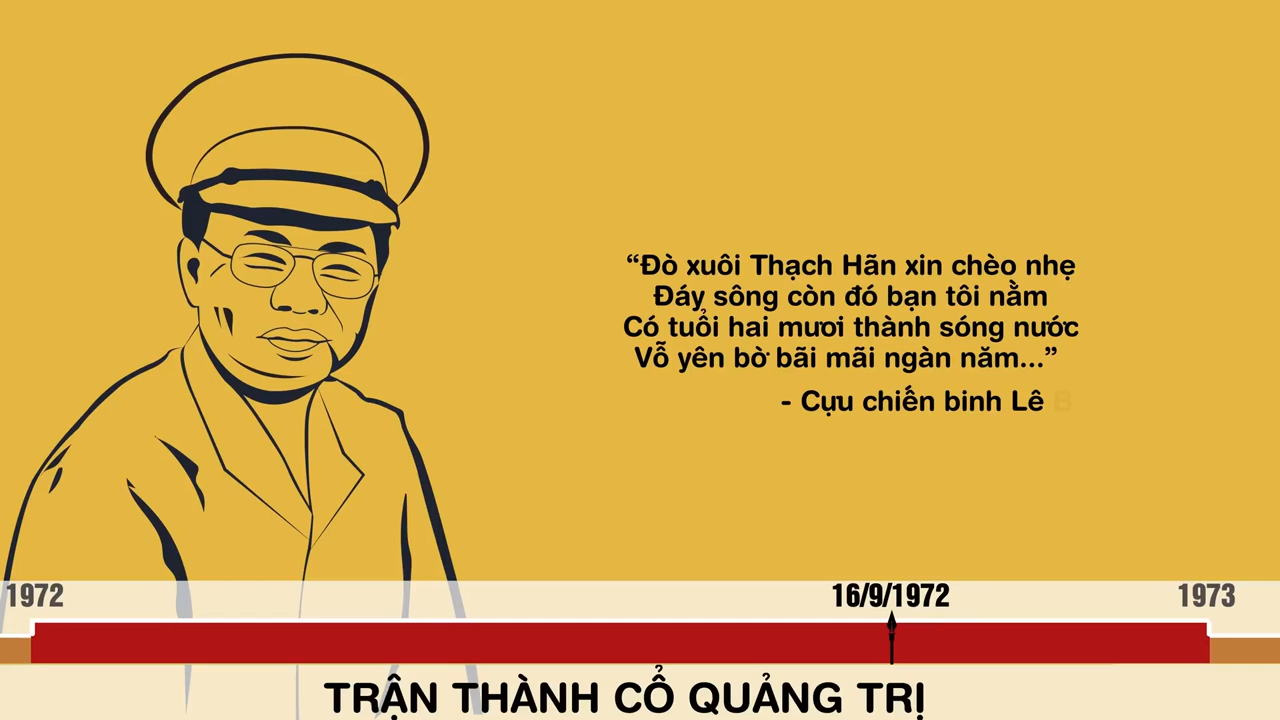 “Đò xuôi Thạch Hãn xin chèo nhẹ
Đáy sông còn đó bạn tôi nằm
Có tuổi hai mươi thành sóng nước
Vỗ yên bờ bãi mãi ngàn năm...”
- Cựu chiến binh Lê B
1972
16/9/1972
1973
TRẬN THÀNH CỔ QUẢNG TRỊ